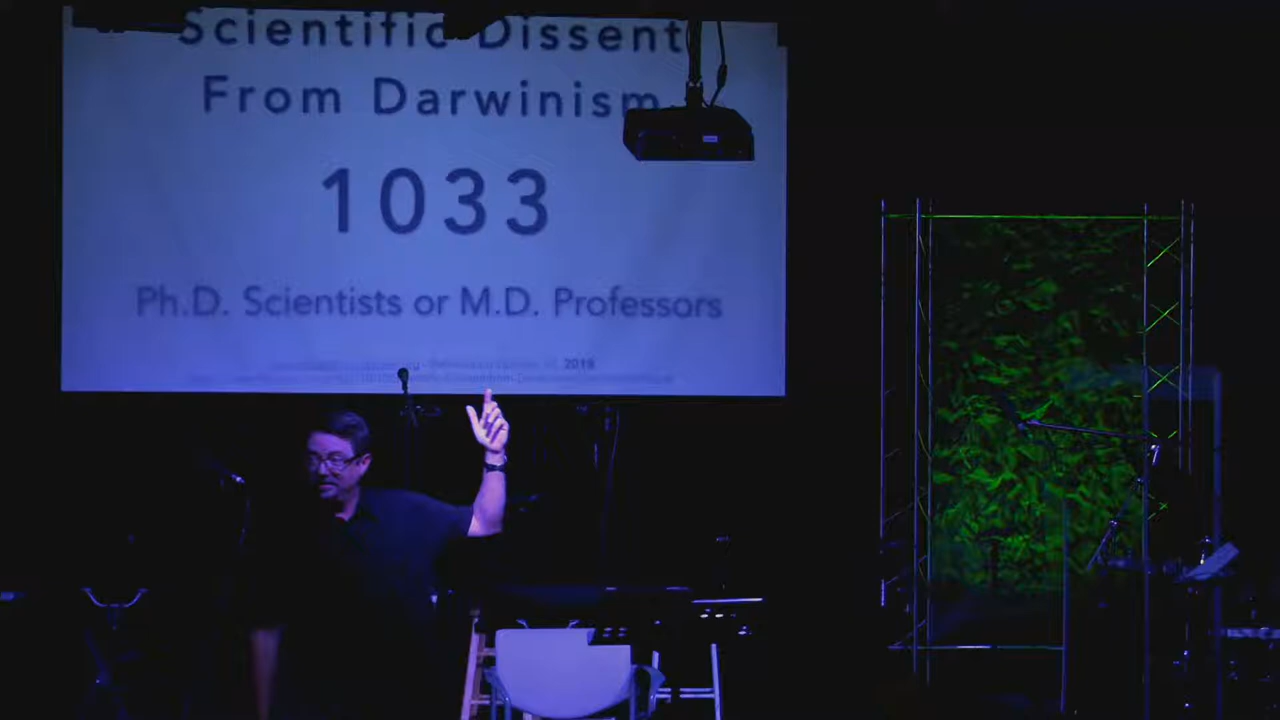 Scientific Dissent
From Darwinism
1033
Ph.D. Scientists or M.D. Professors
2019